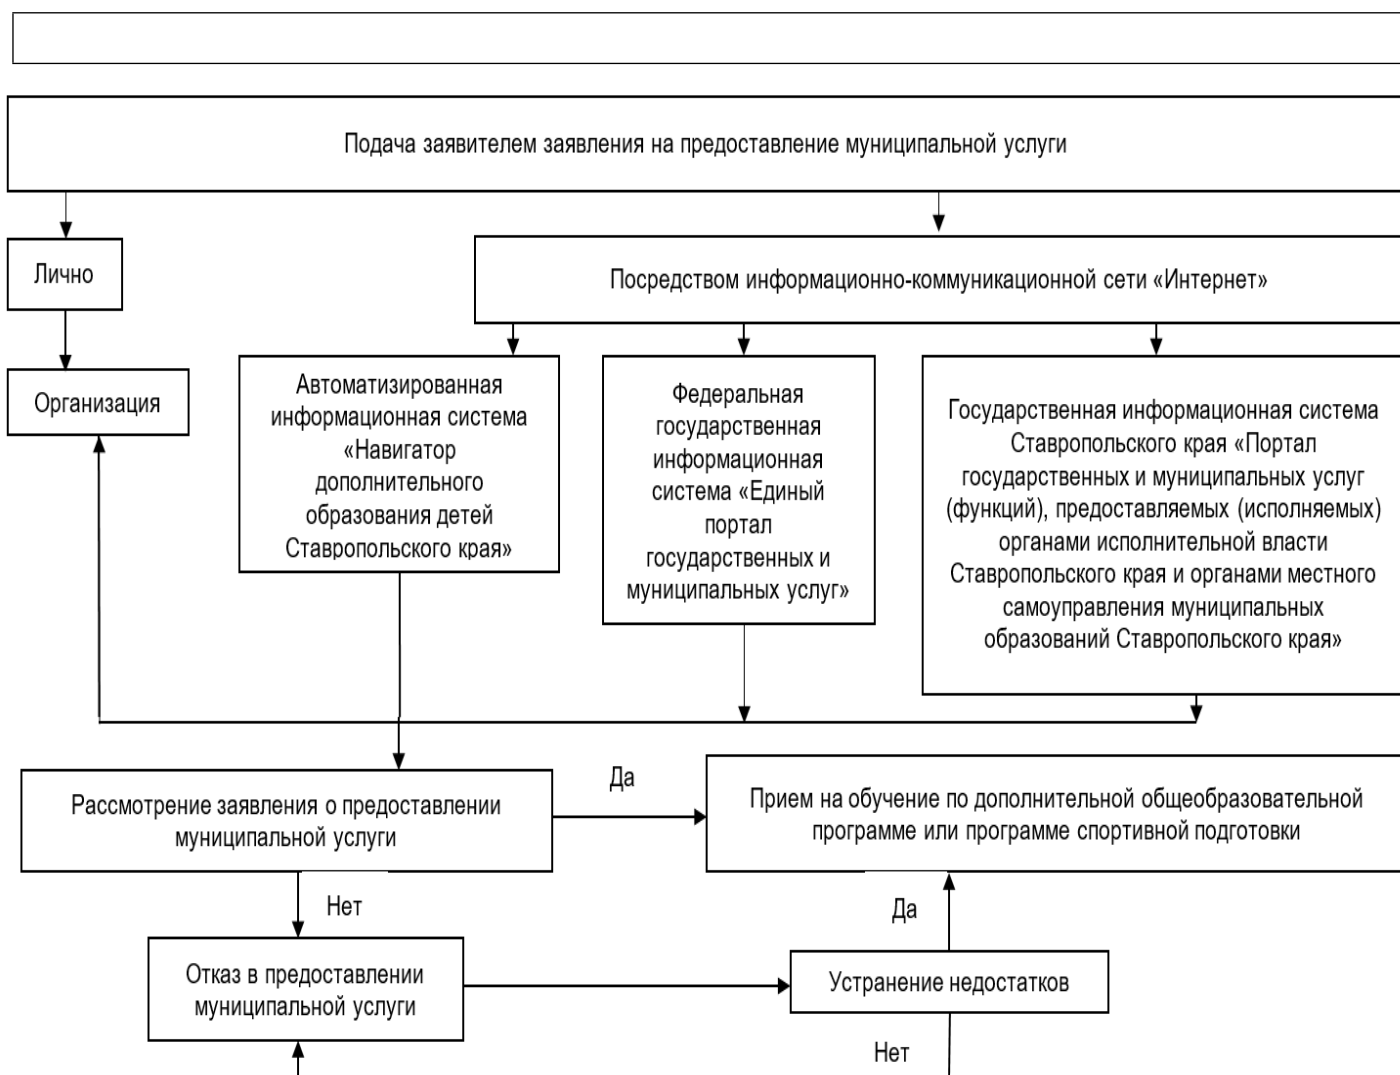 Подача заявителем заявления на предоставление муниципальной услуги
Лично
Посредством информационно-коммуникационной сети «Интернет»
Организация
Автоматизированная
информационная система
«Навигатор
дополнительного
образования детей
Ставропольского края»
Федеральная
государственная
информационная
система «Единый
портал
государственных и
муниципальных услуг»
Государственная информационная система
Ставропольского края «Портал
государственных и муниципальных услуг
(функций), предоставляемых (исполняемых)
органами исполнительной власти
Ставропольского края и органами местного
самоуправления муниципальных
образований Ставропольского края»
Рассмотрение заявления о предоставлении
муниципальной услуги
Да
Прием на обучение по дополнительной общеобразовательной
программе или программе спортивной подготовки
Нет
Да
Отказ в предоставлении
муниципальной услуги
Устранение недостатков
Нет